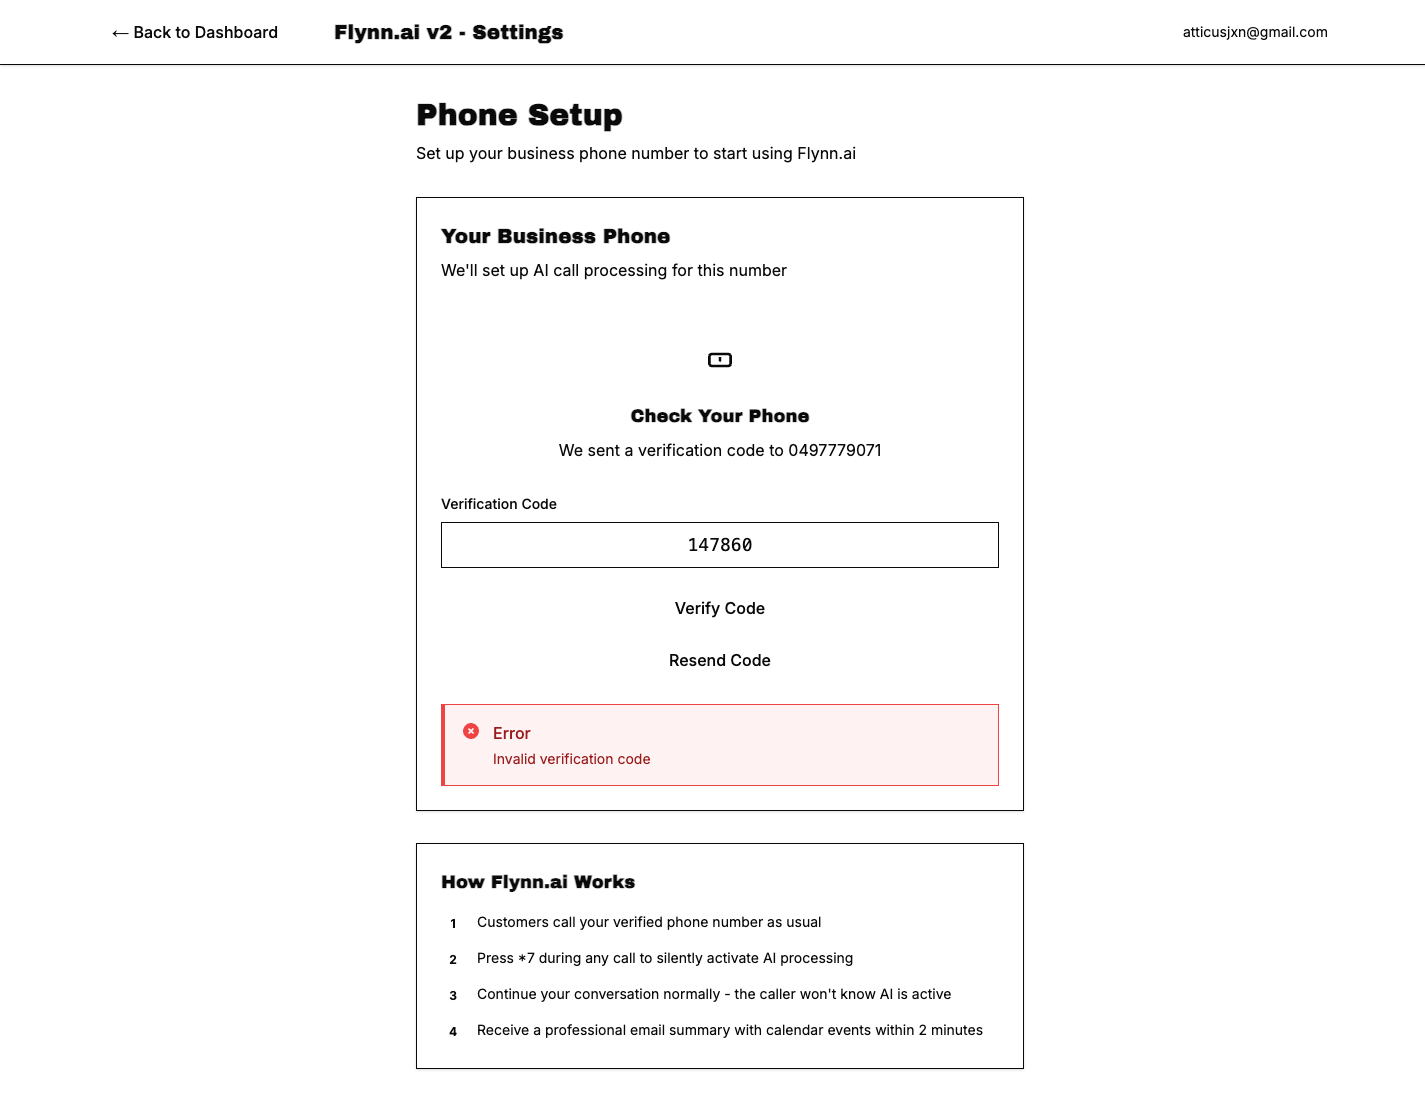 ← Back to Dashboard
Flynn.ai v2 - Settings
atticusjxn@gmail.com
Phone Setup
Set up your business phone number to start using Flynn.ai
Your Business Phone
We'll set up AI call processing for this number
Check Your Phone
We sent a verification code to 0497779071
Verification Code
147860
Verify Code
Resend Code
Error
Invalid verification code
How Flynn.ai Works
1 Customers call your verified phone number as usual
2 Press *7 during any call to silently activate AI processing
3 Continue your conversation normally - the caller won't know AI is active
4 Receive a professional email summary with calendar events within 2 minutes